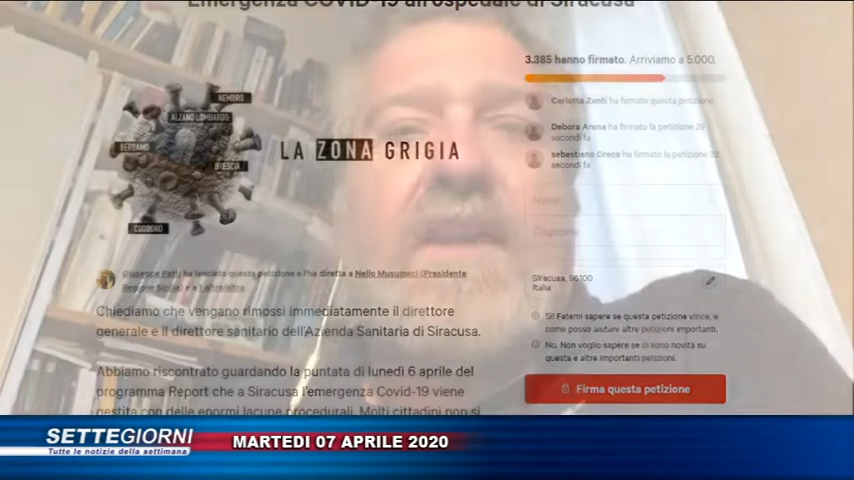 Emergenza COVID-19 all'ospedale di Siracusa
3.385 hanno firmato. Arriviamo a 5.000.
Carlotta Zanti ha firmato questa petizione
Debora Arena ha firmato la petizione 29
secondi fa
sebastiano Greco ha firmato la petizione 32
secondi fa
NEMBRO
ALZANO LOMBARDO
BERGAMO
BRESCIA
CODOGNO
LA ZONA GRIGIA
Nome
Cognome
Siracusa, 96100
Italia
Giuseppe Patti ha lanciato questa petizione e l'ha diretta a Nello Musumeci (Presidente
Regione Sicilia) e a 1 altro/altra
Chiediamo che vengano rimossi immediatamente il direttore
generale e il direttore sanitario dell'Azienda Sanitaria di Siracusa.
Abbiamo riscontrato guardando la puntata di lunedì 6 aprile del
programma Report che a Siracusa l'emergenza Covid-19 viene
gestita con delle enormi lacune procedurali. Molti cittadini non si
Sì! Fatemi sapere se questa petizione vince, e
come posso aiutare altre petizioni importanti.
No. Non voglio sapere se ci sono novità su
questa e altre importanti petizioni.
Firma questa petizione
SETTEGIORNI
Tutte le notizie della settimana
MARTEDI 07 APRILE 2020